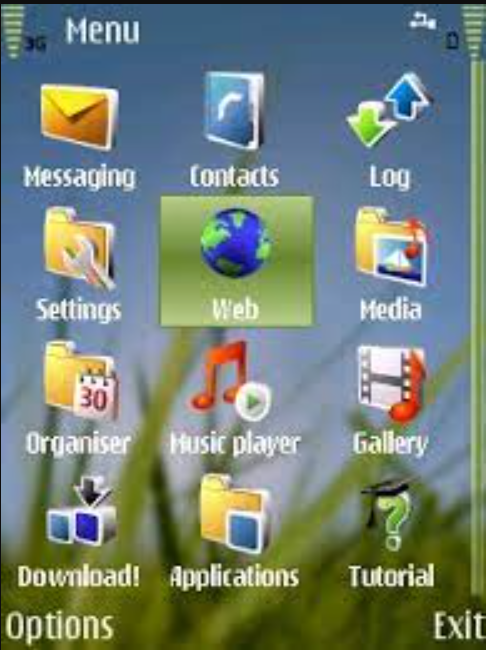 3G Menu
Messaging Contacts Log
Settings Web Media
30
Organiser Music player Gallery
Download! Applications Tutorial
Options Exit